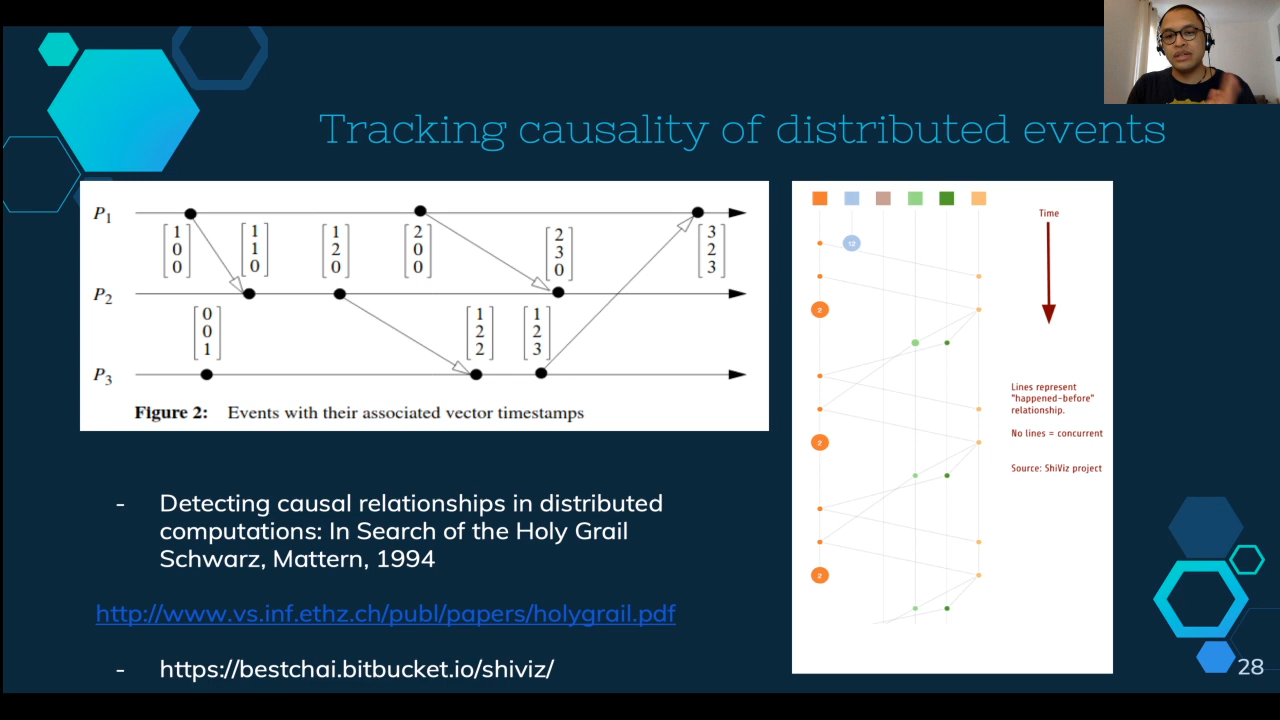 Tracking causality of distributed events
P1
1 0 0
1 1 0
1 2 0
2 0 0
2 3 0
3 2 3
P2
0 0 1
1 2 2
1 2 3
P3
Figure 2: Events with their associated vector timestamps
- Detecting causal relationships in distributed
computations: In Search of the Holy Grail
Schwarz, Mattern, 1994
http://www.vs.inf.ethz.ch/publ/papers/holygrail.pdf
- https://bestchai.bitbucket.io/shiviz/
Time
12
2
2
2
Lines represent
"happened-before"
relationship.
No lines = concurrent
Source: ShiViz project
28